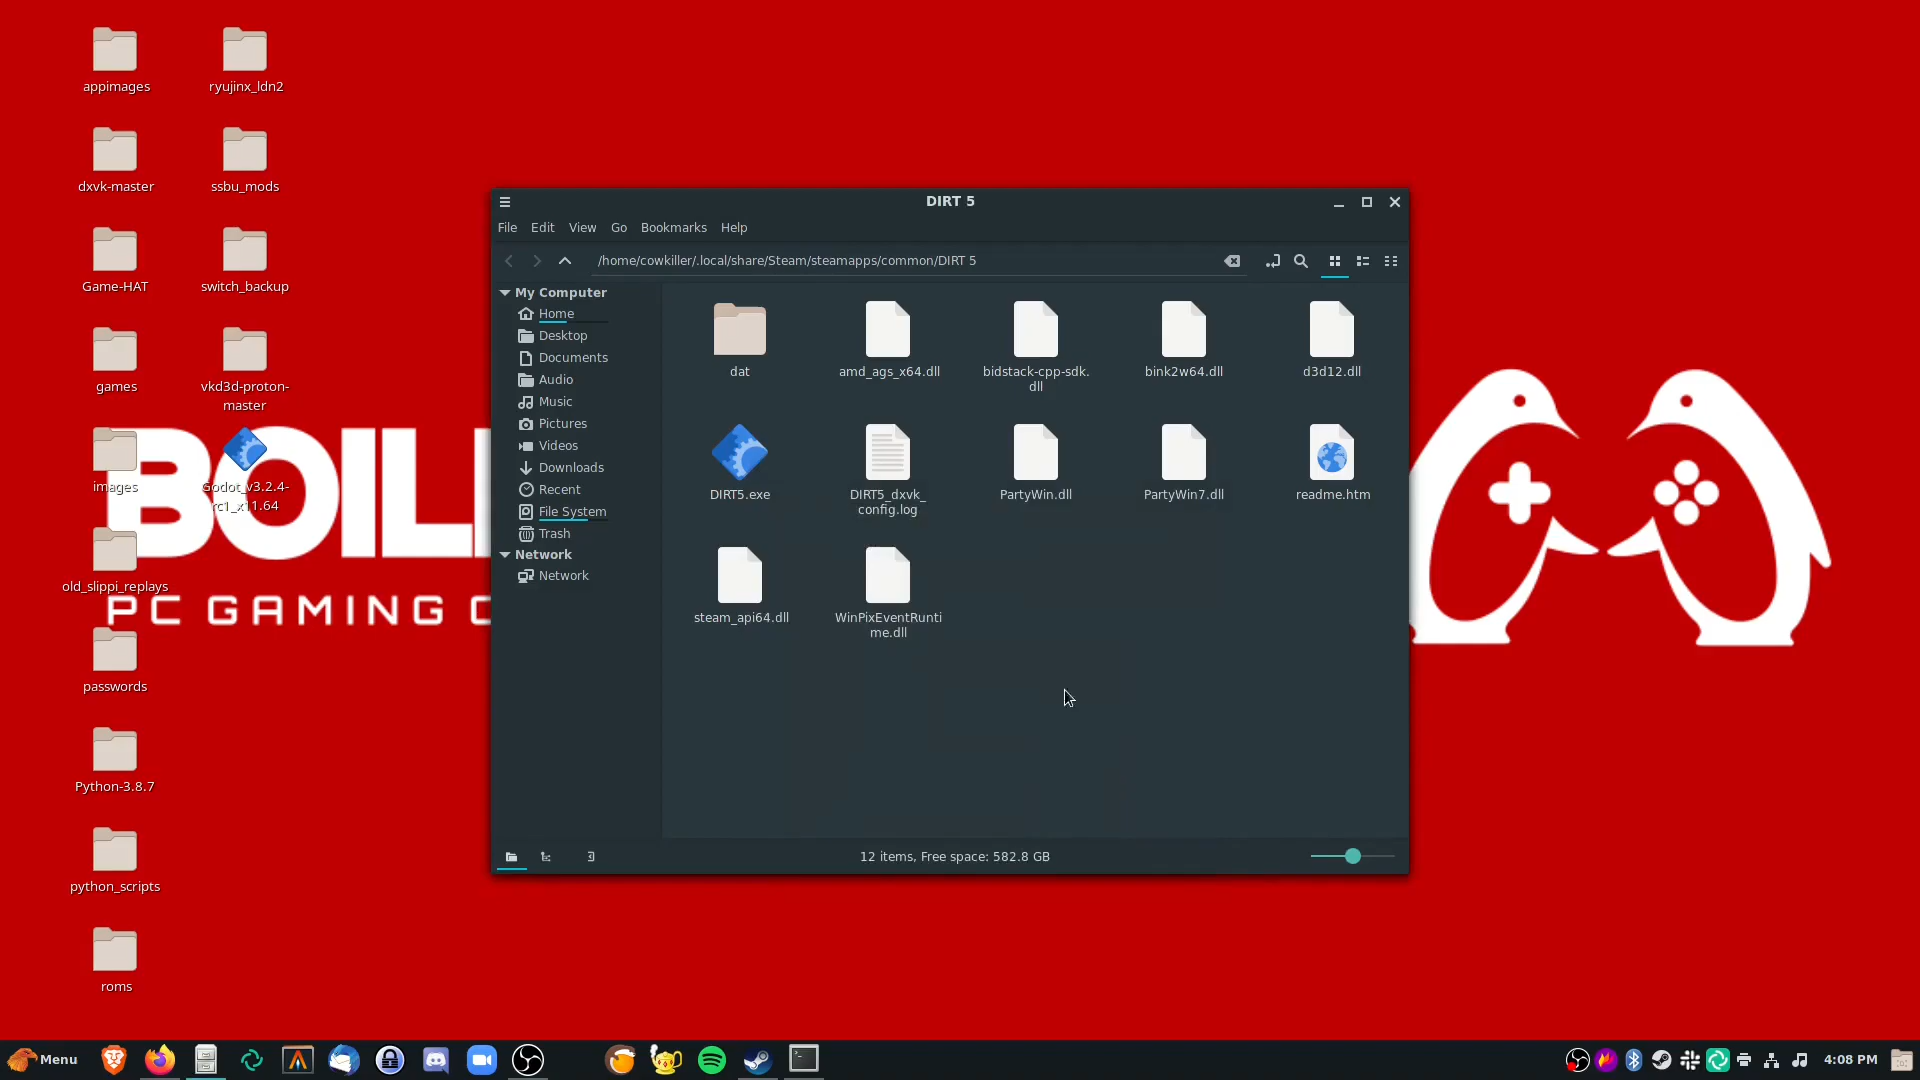 appimages
ryujinx_ldn2
dxvk-master
ssbu_mods
Game-HAT
switch_backup
games
vkd3d-proton-
master
images
Godot_v3.2.4-
rc1_x11.64
old_slippi_replays
passwords
Python-3.8.7
python_scripts
roms
BOIL
PC GAMING
DIRT 5
File Edit View Go Bookmarks Help
/home/cowkiller/.local/share/Steam/steamapps/common/DIRT 5
My Computer
Home
Desktop
Documents
Audio
Music
Pictures
Videos
Downloads
Recent
File System
Trash
Network
Network
dat
amd_ags_x64.dll
bidstack-cpp-sdk.
dll
bink2w64.dll
d3d12.dll
DIRT5.exe
DIRT5_dxvk_
config.log
PartyWin.dll
PartyWin7.dll
readme.htm
steam_api64.dll
WinPixEventRunti
me.dll
12 items, Free space: 582.8 GB
Menu
4:08 PM